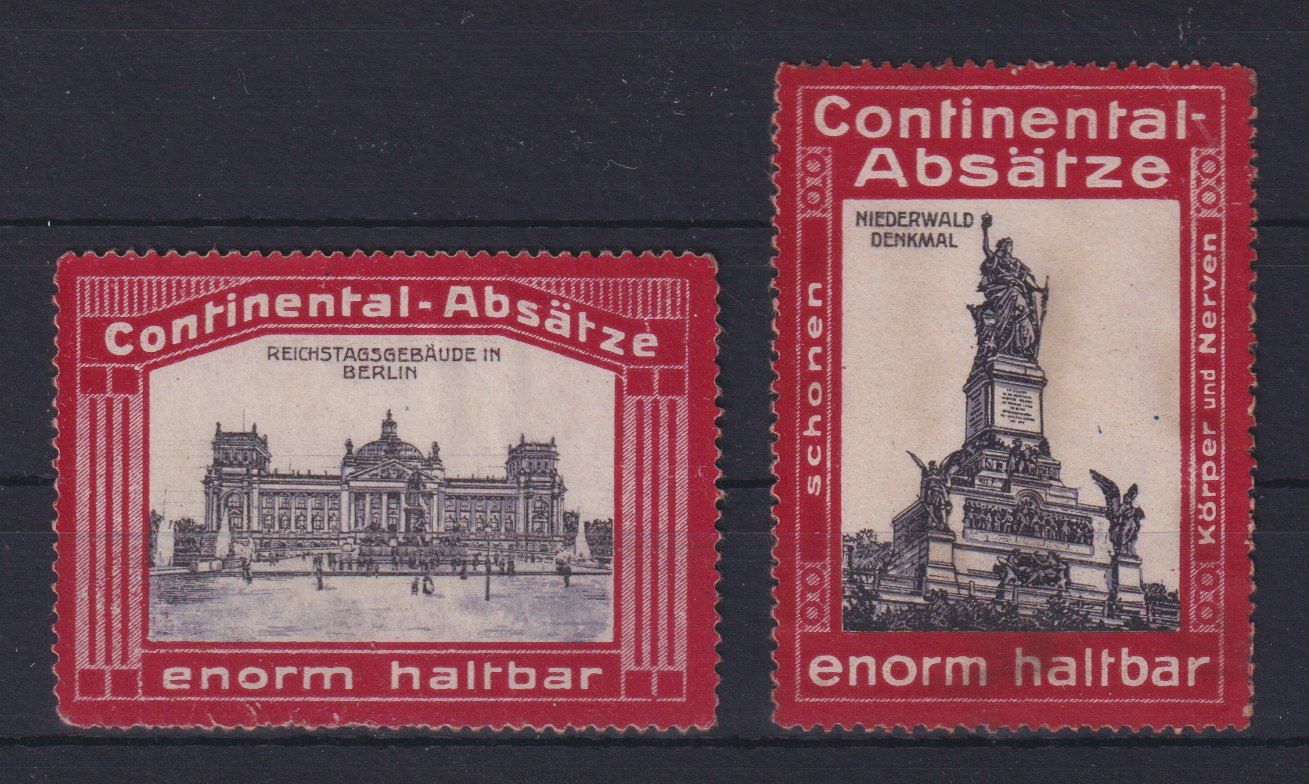 Continental-Absätze
REICHSTAGSGEBÄUDE IN
BERLIN
enorm haltbar
Continental-
Absätze
NIEDERWALD
DENKMAL
schonen
Körper und Nerven
enorm haltbar